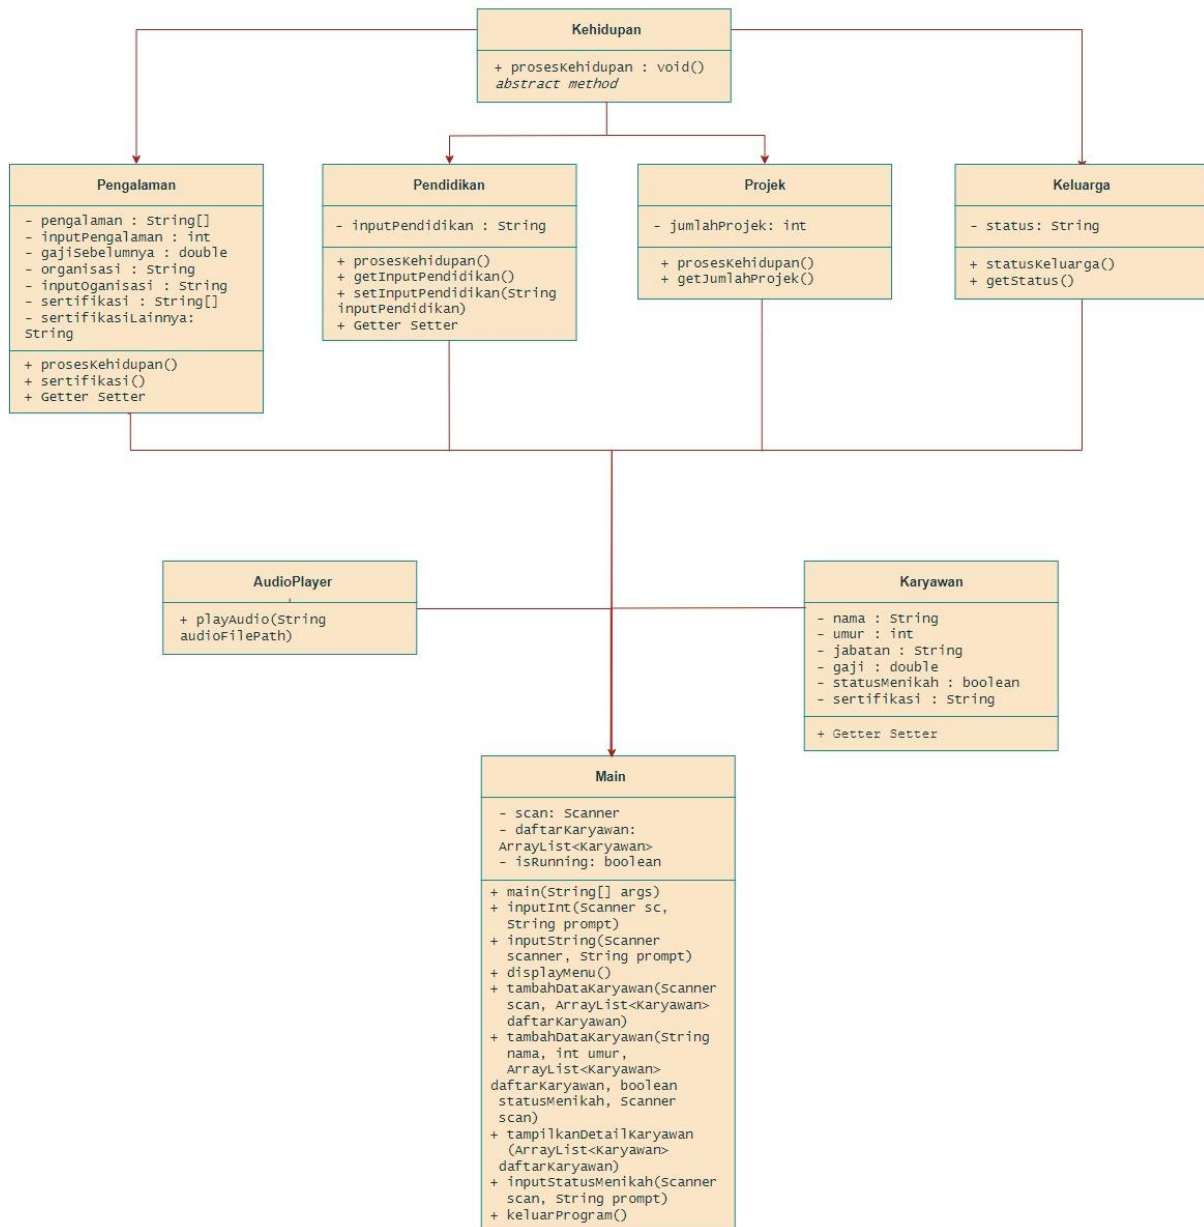 Kehidupan
+ prosesKehidupan : void()
abstract method
Pengalaman
- pengalaman : String[]
- inputPengalaman : int
- gajiSebelumnya : double
- organisasi : String
- inputOganisasi : String
- sertifikasi : String[]
- sertifikasiLainnya:
String
+ prosesKehidupan()
+ sertifikasi()
+ Getter Setter
Pendidikan
- inputPendidikan : String
+ prosesKehidupan()
+ getInputPendidikan()
+ setInputPendidikan(String
inputPendidikan)
+ Getter Setter
Projek
- jumlahProjek: int
+ prosesKehidupan()
+ getJumlahProjek()
Keluarga
- status: String
+ statusKeluarga()
+ getStatus()
AudioPlayer
+ playAudio(String
audioFilePath)
Karyawan
- nama : String
- umur : int
- jabatan : String
- gaji : double
- statusMenikah : boolean
- sertifikasi : String
+ Getter Setter
Main
- scan: Scanner
- daftarKaryawan:
ArrayList<Karyawan>
- isRunning: boolean
+ main(String[] args)
+ inputInt(Scanner sc,
String prompt)
+ inputString(Scanner
scanner, String prompt)
+ displayMenu()
+ tambahDataKaryawan(Scanner
scan, ArrayList<Karyawan>
daftarKaryawan)
+ tambahDataKaryawan(String
nama, int umur,
ArrayList<Karyawan>
daftarKaryawan, boolean
statusMenikah, Scanner
scan)
+ tampilkanDetailKaryawan
(ArrayList<Karyawan>
daftarKaryawan)
+ inputStatusMenikah(Scanner
scan, String prompt)
+ keluarProgram()